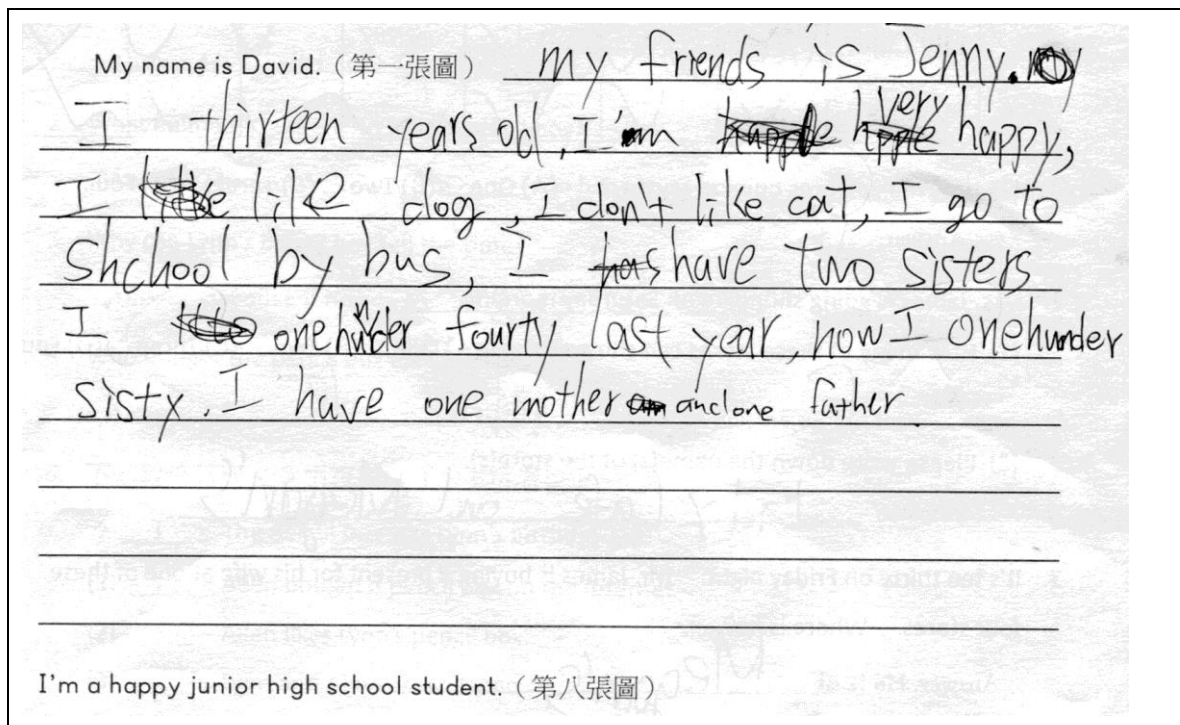 My name is David.（第一張圖） my friends is Jenny.
I thirteen years old, I'm very happy,
I like dog, I don't like cat, I go to
Shchool by bus, I have two sisters
I onehunder fourty last year, now I onehunder
sisty. I have one mother and one father
I'm a happy junior high school student.（第八張圖）